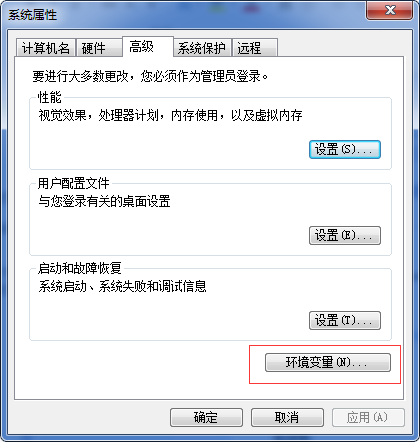 系统属性
计算机名 硬件 高级 系统保护 远程
要进行大多数更改，您必须作为管理员登录。
性能
视觉效果，处理器计划，内存使用，以及虚拟内存
设置(S)...
用户配置文件
与您登录有关的桌面设置
设置(E)...
启动和故障恢复
系统启动、系统失败和调试信息
设置(T)...
环境变量(N)...
确定 取消 应用(A)